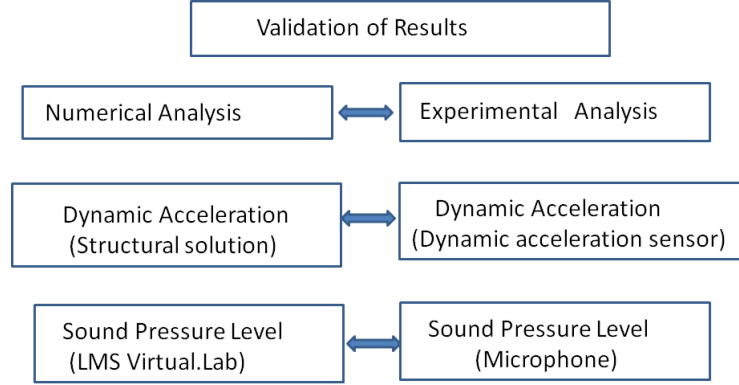 Validation of Results
Numerical Analysis
Experimental Analysis
Dynamic Acceleration
(Structural solution)
Dynamic Acceleration
(Dynamic acceleration sensor)
Sound Pressure Level
(LMS Virtual.Lab)
Sound Pressure Level
(Microphone)